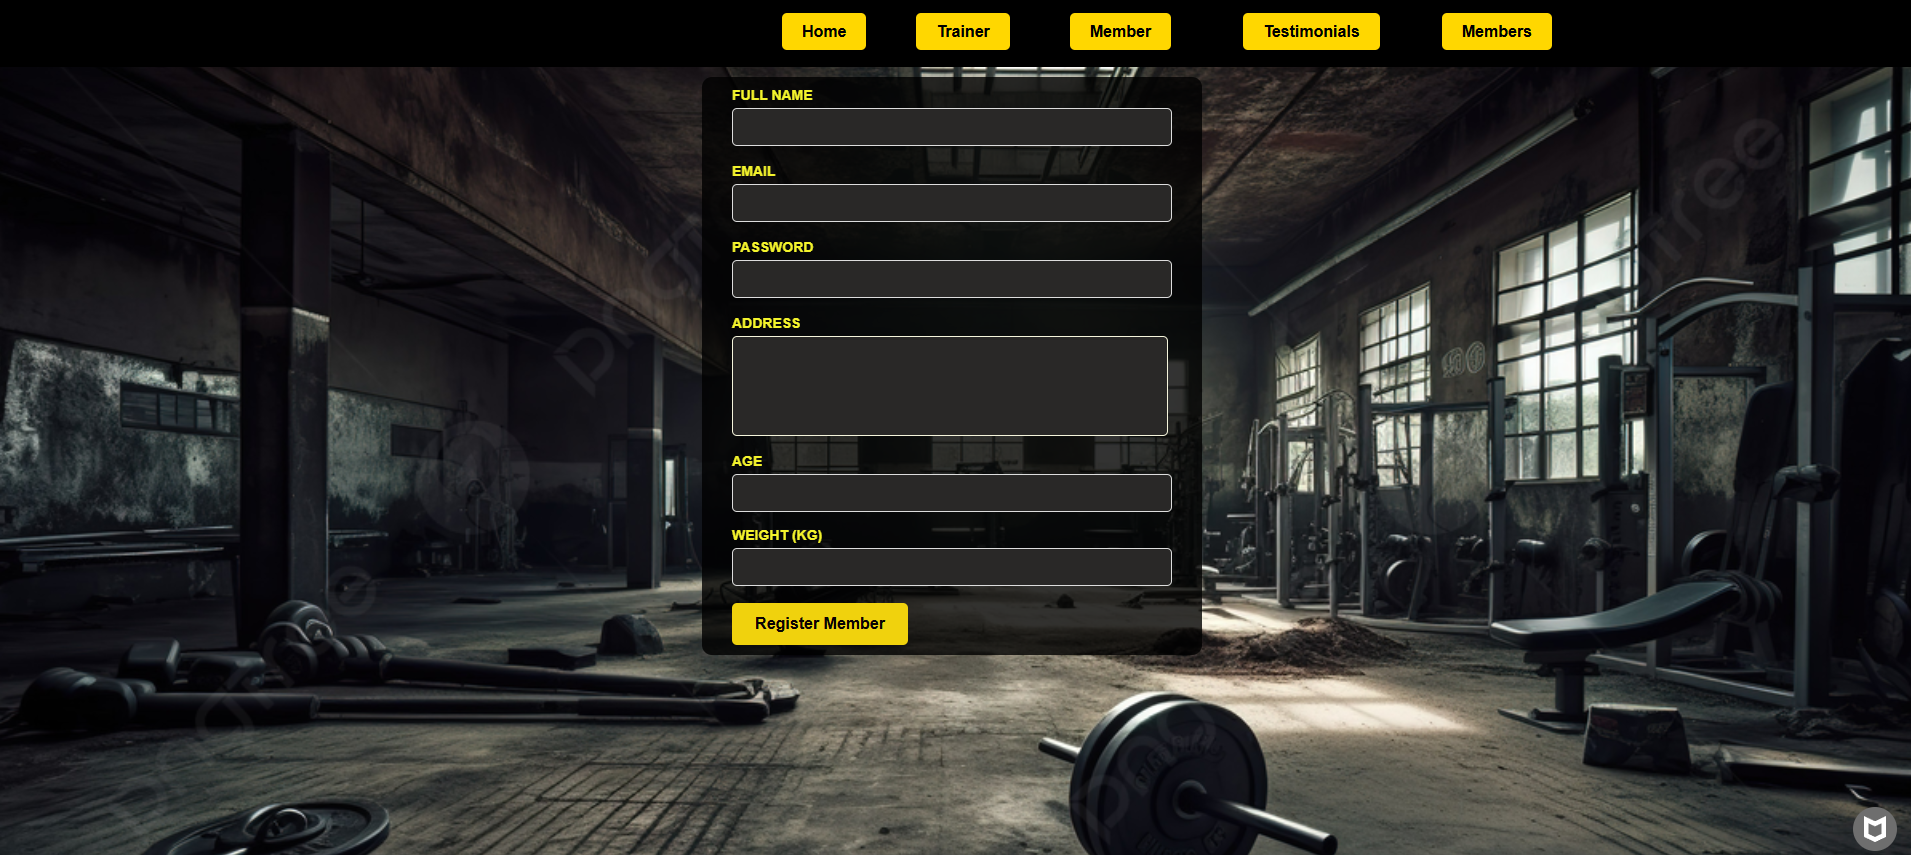 Home Trainer Member Testimonials Members
FULL NAME
EMAIL
PASSWORD
ADDRESS
AGE
WEIGHT (KG)
Register Member